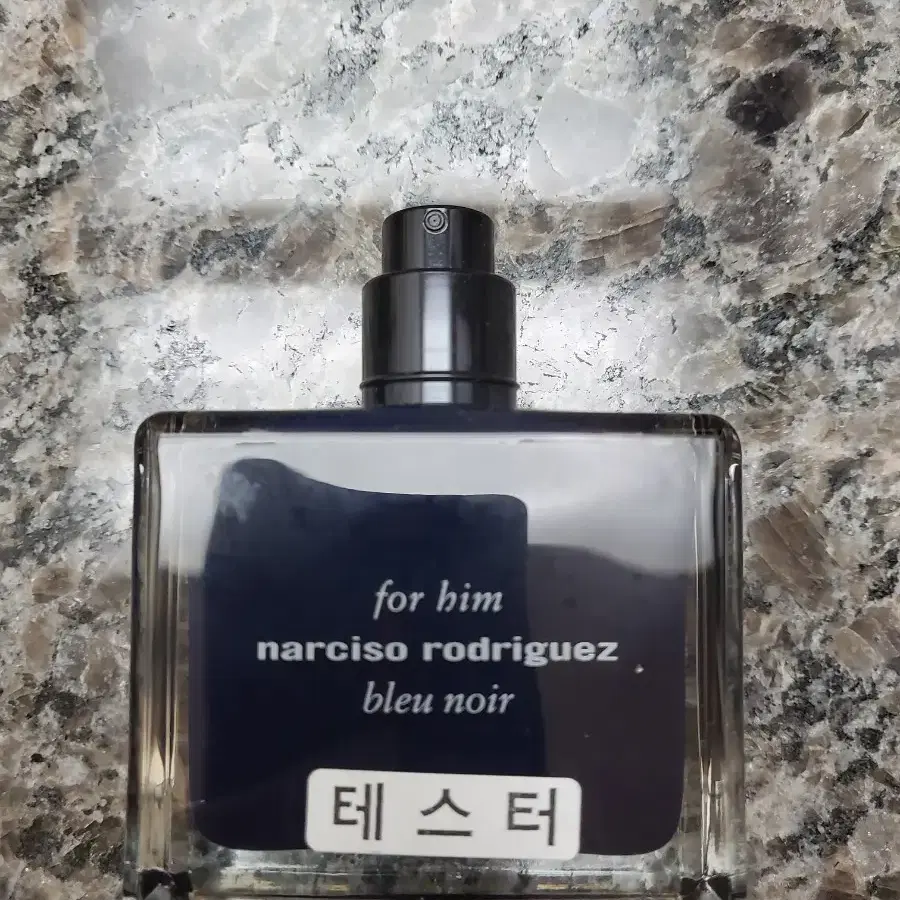 for him
narciso rodriguez
bleu noir
테스터